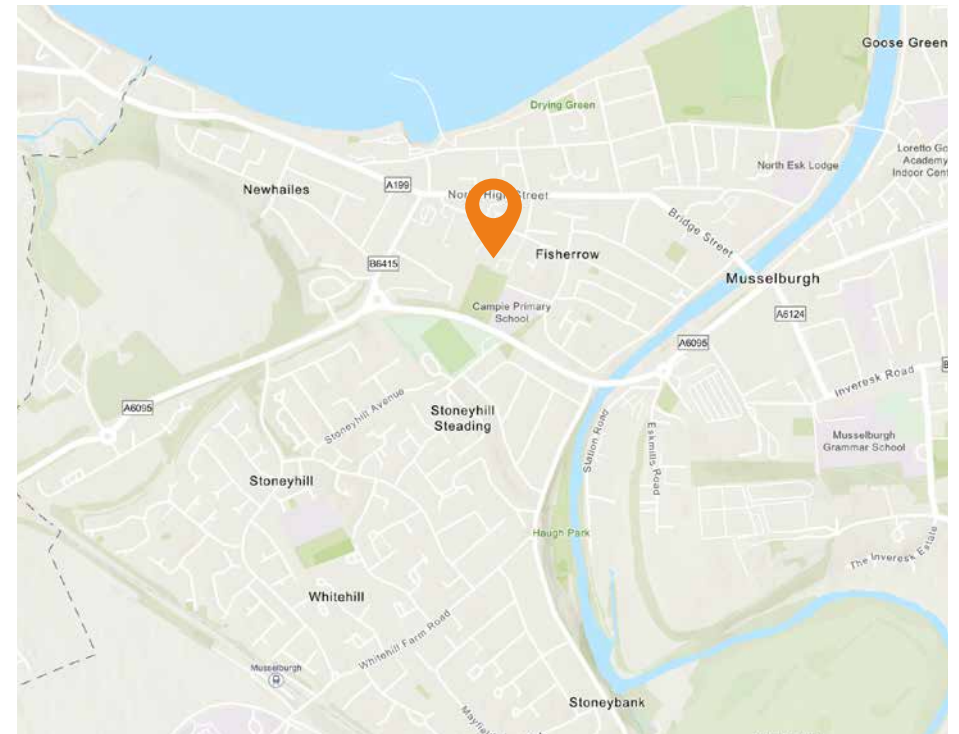 Goose Green
Drying Green
Loretto Go
Academy
Indoor Cent
North Esk Lodge
Newhailes
A199
North High Street
Bridge Street
Fisherrow
B6415
Musselburgh
Campie Primary
School
A6124
A6095
Inveresk Road
B
A6095
Stoneyhill Avenue
Stoneyhill
Steading
Station Road
Eskmills Road
Musselburgh
Grammar School
Stoneyhill
Haugh Park
The Inveresk Estate
Whitehill
Whitehill Farm Road
Musselburgh
Stoneybank